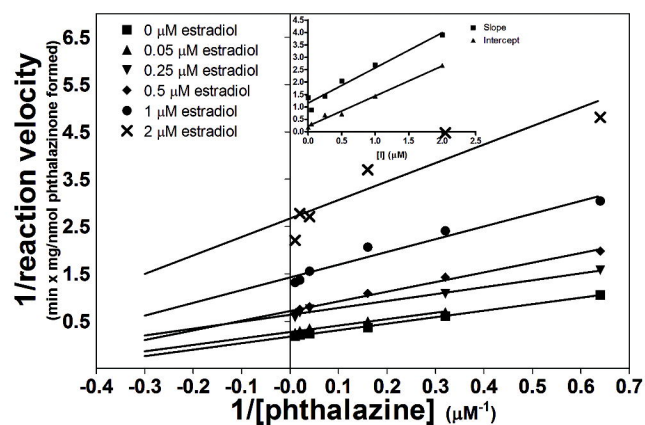 0 μM estradiol
0.05 μM estradiol
0.25 μM estradiol
0.5 μM estradiol
1 μM estradiol
2 μM estradiol
1/reaction velocity
(min x mg/nmol phthalazinone formed)
6.5
5.5
4.5
3.5
2.5
1.5
0.5
-0.4 -0.3 -0.2 -0.1 -0.0 0.1 0.2 0.3 0.4 0.5 0.6 0.7
1/[phthalazine] (μM-1)
4.5
4.0
3.5
3.0
2.5
2.0
1.5
1.0
0.5
0.0
0.0 0.5 1.0 1.5 2.0 2.5
[I] (μM)
Slope
Intercept